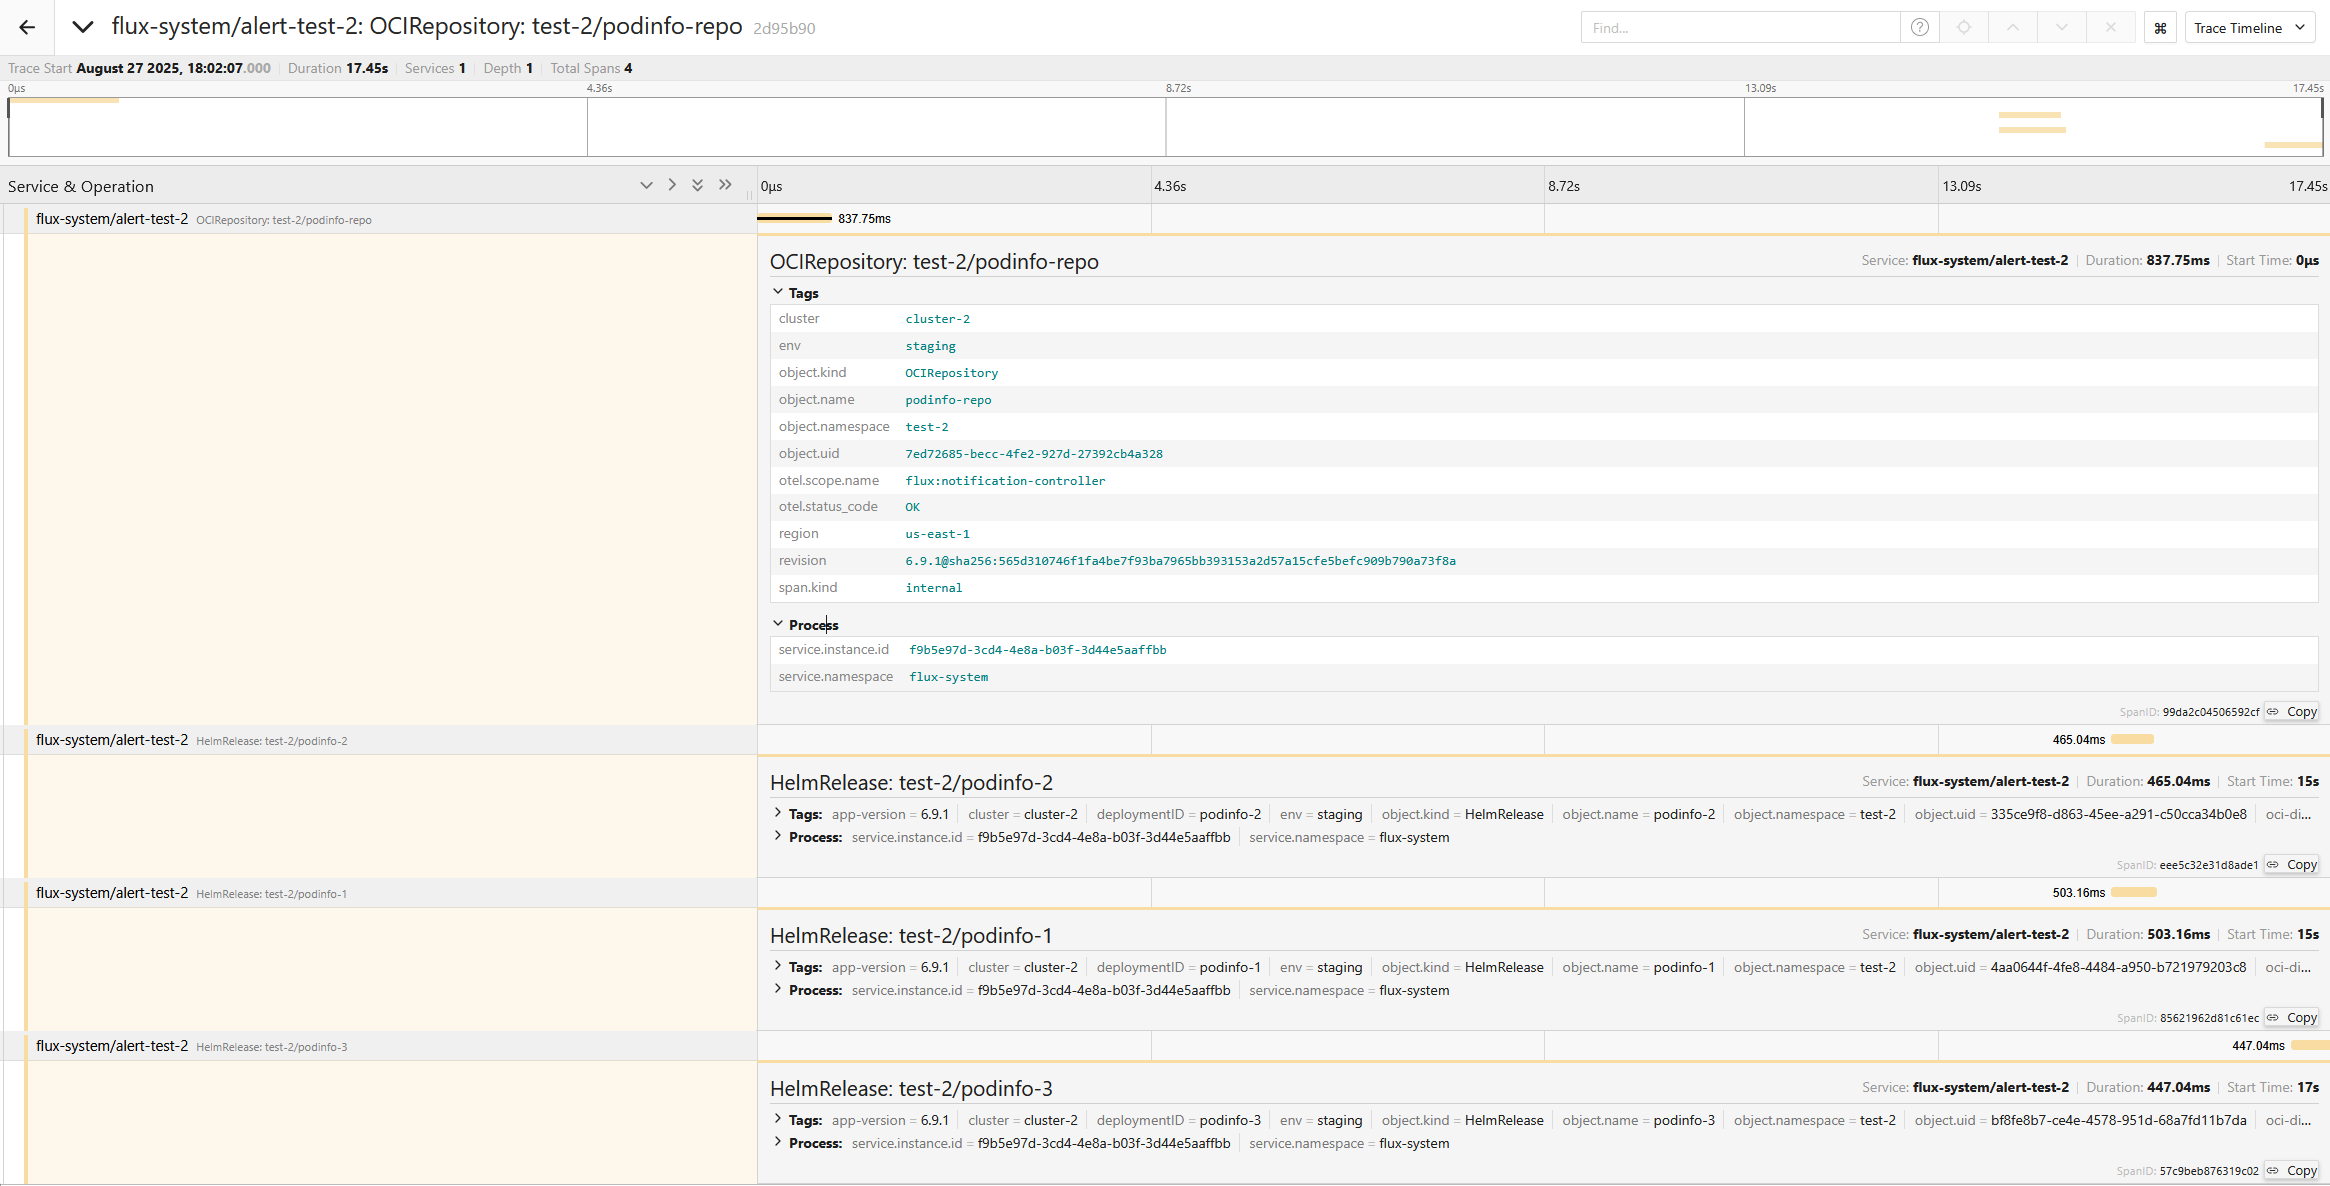 flux-system/alert-test-2: OCIRepository: test-2/podinfo-repo 2d95b90
Find...
Trace Timeline
Trace Start August 27 2025, 18:02:07.000 Duration 17.45s Services 1 Depth 1 Total Spans 4
0μs 4.36s 8.72s 13.09s 17.45s
Service & Operation 0μs 4.36s 8.72s 13.09s 17.45s
flux-system/alert-test-2 OCIRepository: test-2/podinfo-repo 837.75ms
OCIRepository: test-2/podinfo-repo Service: flux-system/alert-test-2 Duration: 837.75ms Start Time: 0μs
Tags
cluster cluster-2
env staging
object.kind OCIRepository
object.name podinfo-repo
object.namespace test-2
object.uid 7ed72685-becc-4fe2-927d-27392cb4a328
otel.scope.name flux:notification-controller
otel.status_code OK
region us-east-1
revision 6.9.1@sha256:565d310746f1fa4be7f93ba7965bb393153a2d57a15cfe5befc909b790a73f8a
span.kind internal
Process
service.instance.id f9b5e97d-3cd4-4e8a-b03f-3d44e5aaffbb
service.namespace flux-system
SpanID: 99da2c04506592cf Copy
flux-system/alert-test-2 HelmRelease: test-2/podinfo-2 465.04ms
HelmRelease: test-2/podinfo-2 Service: flux-system/alert-test-2 Duration: 465.04ms Start Time: 15s
Tags: app-version = 6.9.1 cluster = cluster-2 deploymentID = podinfo-2 env = staging object.kind = HelmRelease object.name = podinfo-2 object.namespace = test-2 object.uid = 335ce9f8-d863-45ee-a291-c50cca34b0e8 oci-di...
Process: service.instance.id = f9b5e97d-3cd4-4e8a-b03f-3d44e5aaffbb service.namespace = flux-system
SpanID: eee5c32e31d8ade1 Copy
flux-system/alert-test-2 HelmRelease: test-2/podinfo-1 503.16ms
HelmRelease: test-2/podinfo-1 Service: flux-system/alert-test-2 Duration: 503.16ms Start Time: 15s
Tags: app-version = 6.9.1 cluster = cluster-2 deploymentID = podinfo-1 env = staging object.kind = HelmRelease object.name = podinfo-1 object.namespace = test-2 object.uid = 4aa0644f-4fe8-4484-a950-b721979203c8 oci-di...
Process: service.instance.id = f9b5e97d-3cd4-4e8a-b03f-3d44e5aaffbb service.namespace = flux-system
SpanID: 85621962d81c61ec Copy
flux-system/alert-test-2 HelmRelease: test-2/podinfo-3 447.04ms
HelmRelease: test-2/podinfo-3 Service: flux-system/alert-test-2 Duration: 447.04ms Start Time: 17s
Tags: app-version = 6.9.1 cluster = cluster-2 deploymentID = podinfo-3 env = staging object.kind = HelmRelease object.name = podinfo-3 object.namespace = test-2 object.uid = bf8fe8b7-ce4e-4578-951d-68a7fd11b7da oci-di...
Process: service.instance.id = f9b5e97d-3cd4-4e8a-b03f-3d44e5aaffbb service.namespace = flux-system
SpanID: 57c9beb876319c02 Copy